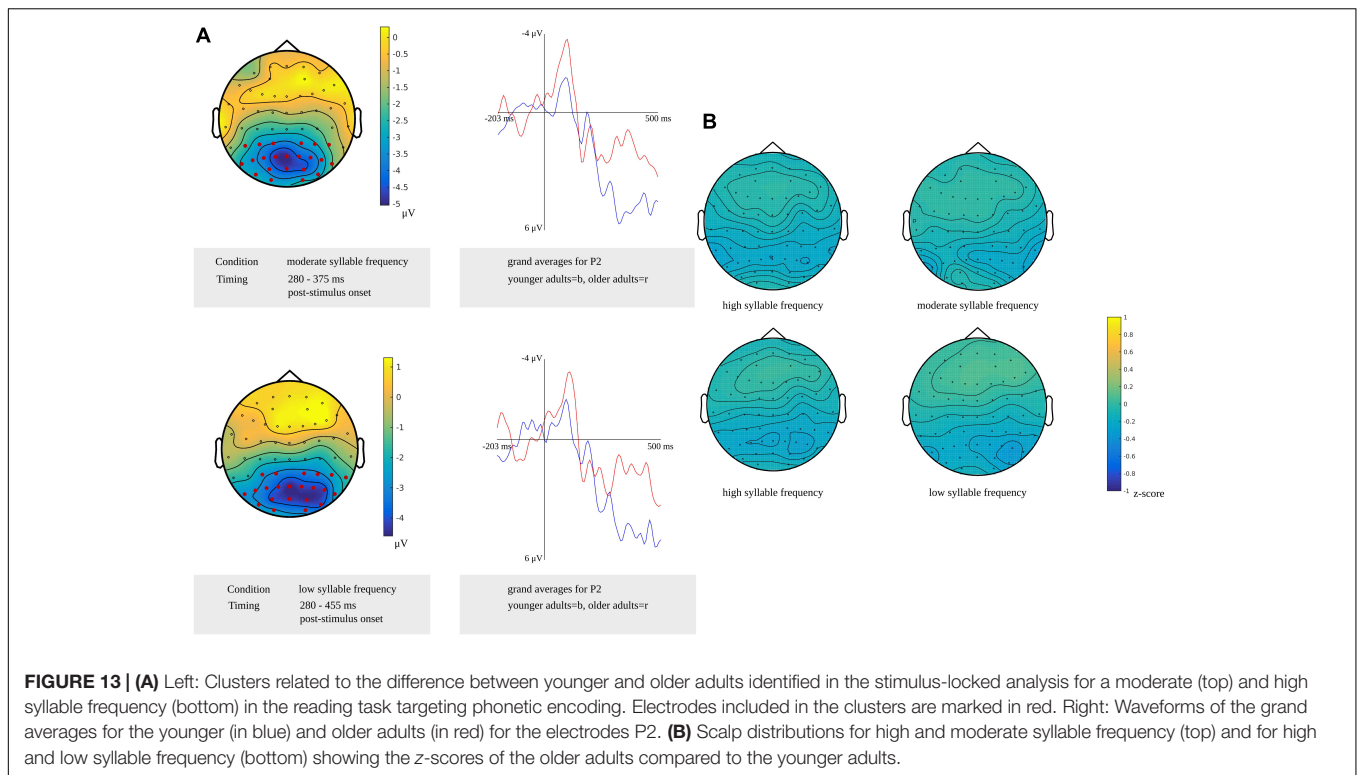 A
0
-0.5
-1
-1.5
-2
-2.5
-3
-3.5
-4
-4.5
-5
μV
-4 μV
-203 ms
500 ms
6 μV
Condition moderate syllable frequency
Timing 280 - 375 ms
post-stimulus onset
grand averages for P2
younger adults=b, older adults=r
1
0
-1
-2
-3
-4
μV
-4 μV
-203 ms
500 ms
6 μV
Condition low syllable frequency
Timing 280 - 455 ms
post-stimulus onset
grand averages for P2
younger adults=b, older adults=r
B
high syllable frequency
moderate syllable frequency
high syllable frequency
low syllable frequency
1
0.8
0.6
0.4
0.2
0
-0.2
-0.4
-0.6
-0.8
-1
z-score
FIGURE 13 | (A) Left: Clusters related to the difference between younger and older adults identified in the stimulus-locked analysis for a moderate (top) and high
syllable frequency (bottom) in the reading task targeting phonetic encoding. Electrodes included in the clusters are marked in red. Right: Waveforms of the grand
averages for the younger (in blue) and older adults (in red) for the electrodes P2. (B) Scalp distributions for high and moderate syllable frequency (top) and for high
and low syllable frequency (bottom) showing the z-scores of the older adults compared to the younger adults.